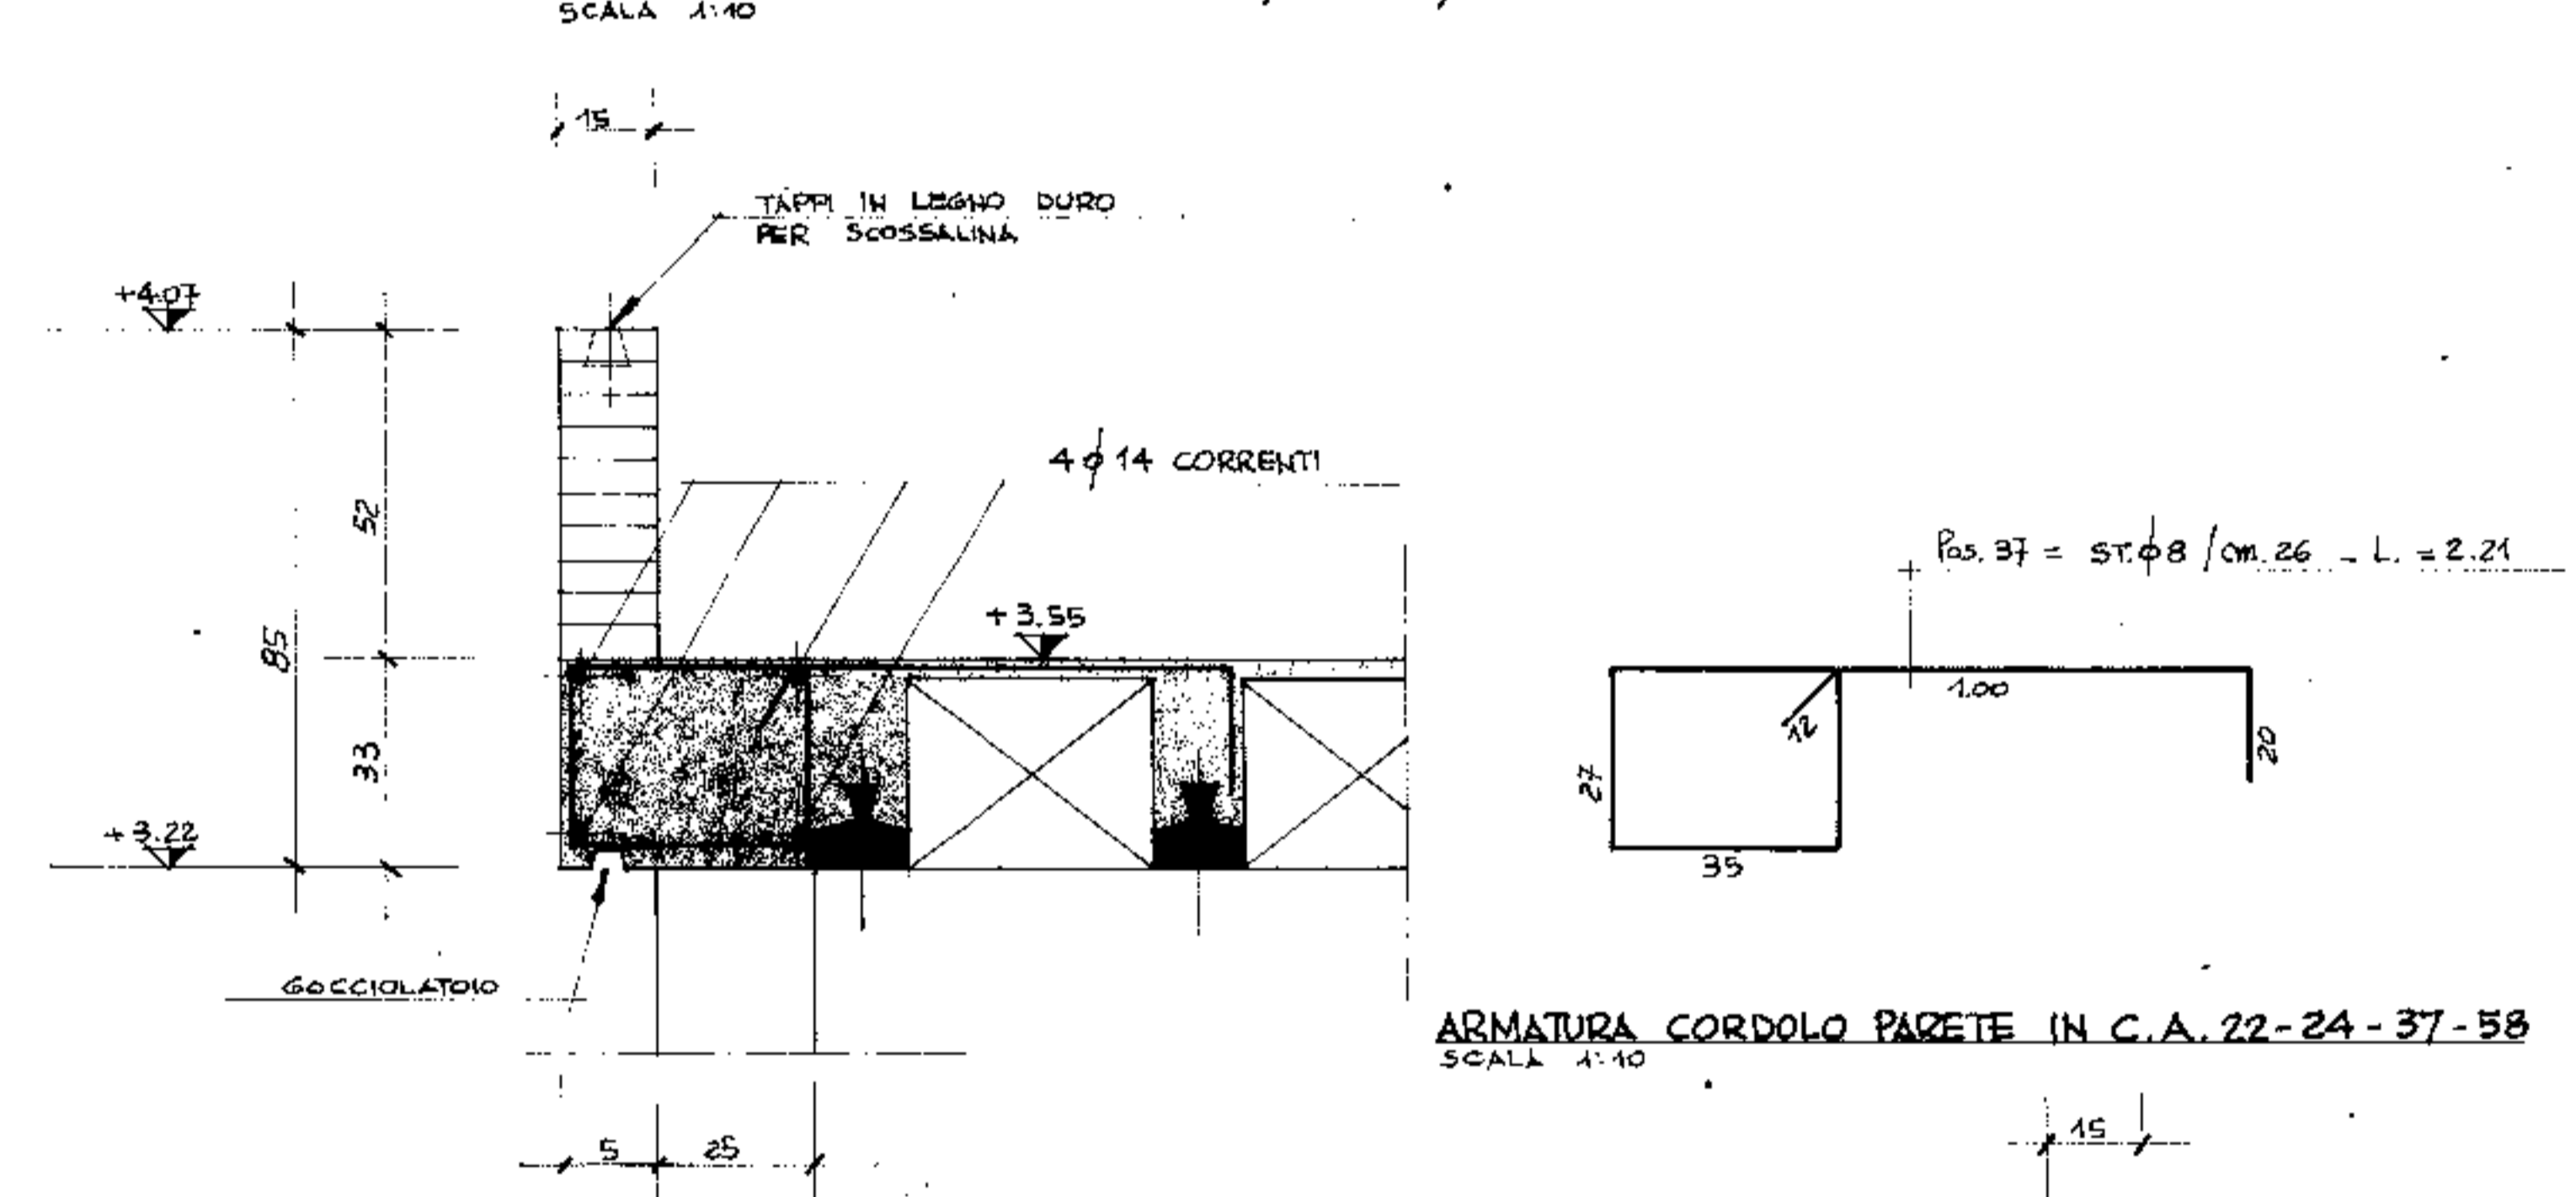 SCALA 1:10
15
TAPPI IN LEGNO DURO
PER SCOSSALINA
+4.07
52
85
4 ϕ 14 CORRENTI
Pos. 37 = ST. ϕ 8 / cm. 26 - L. = 2.21
+3.55
1.00
12
20
27
33
+3.22
35
GOCCIOLATOIO
ARMATURA CORDOLO PARETE IN C.A. 22-24-37-58
SCALA 1:10
15
5
25